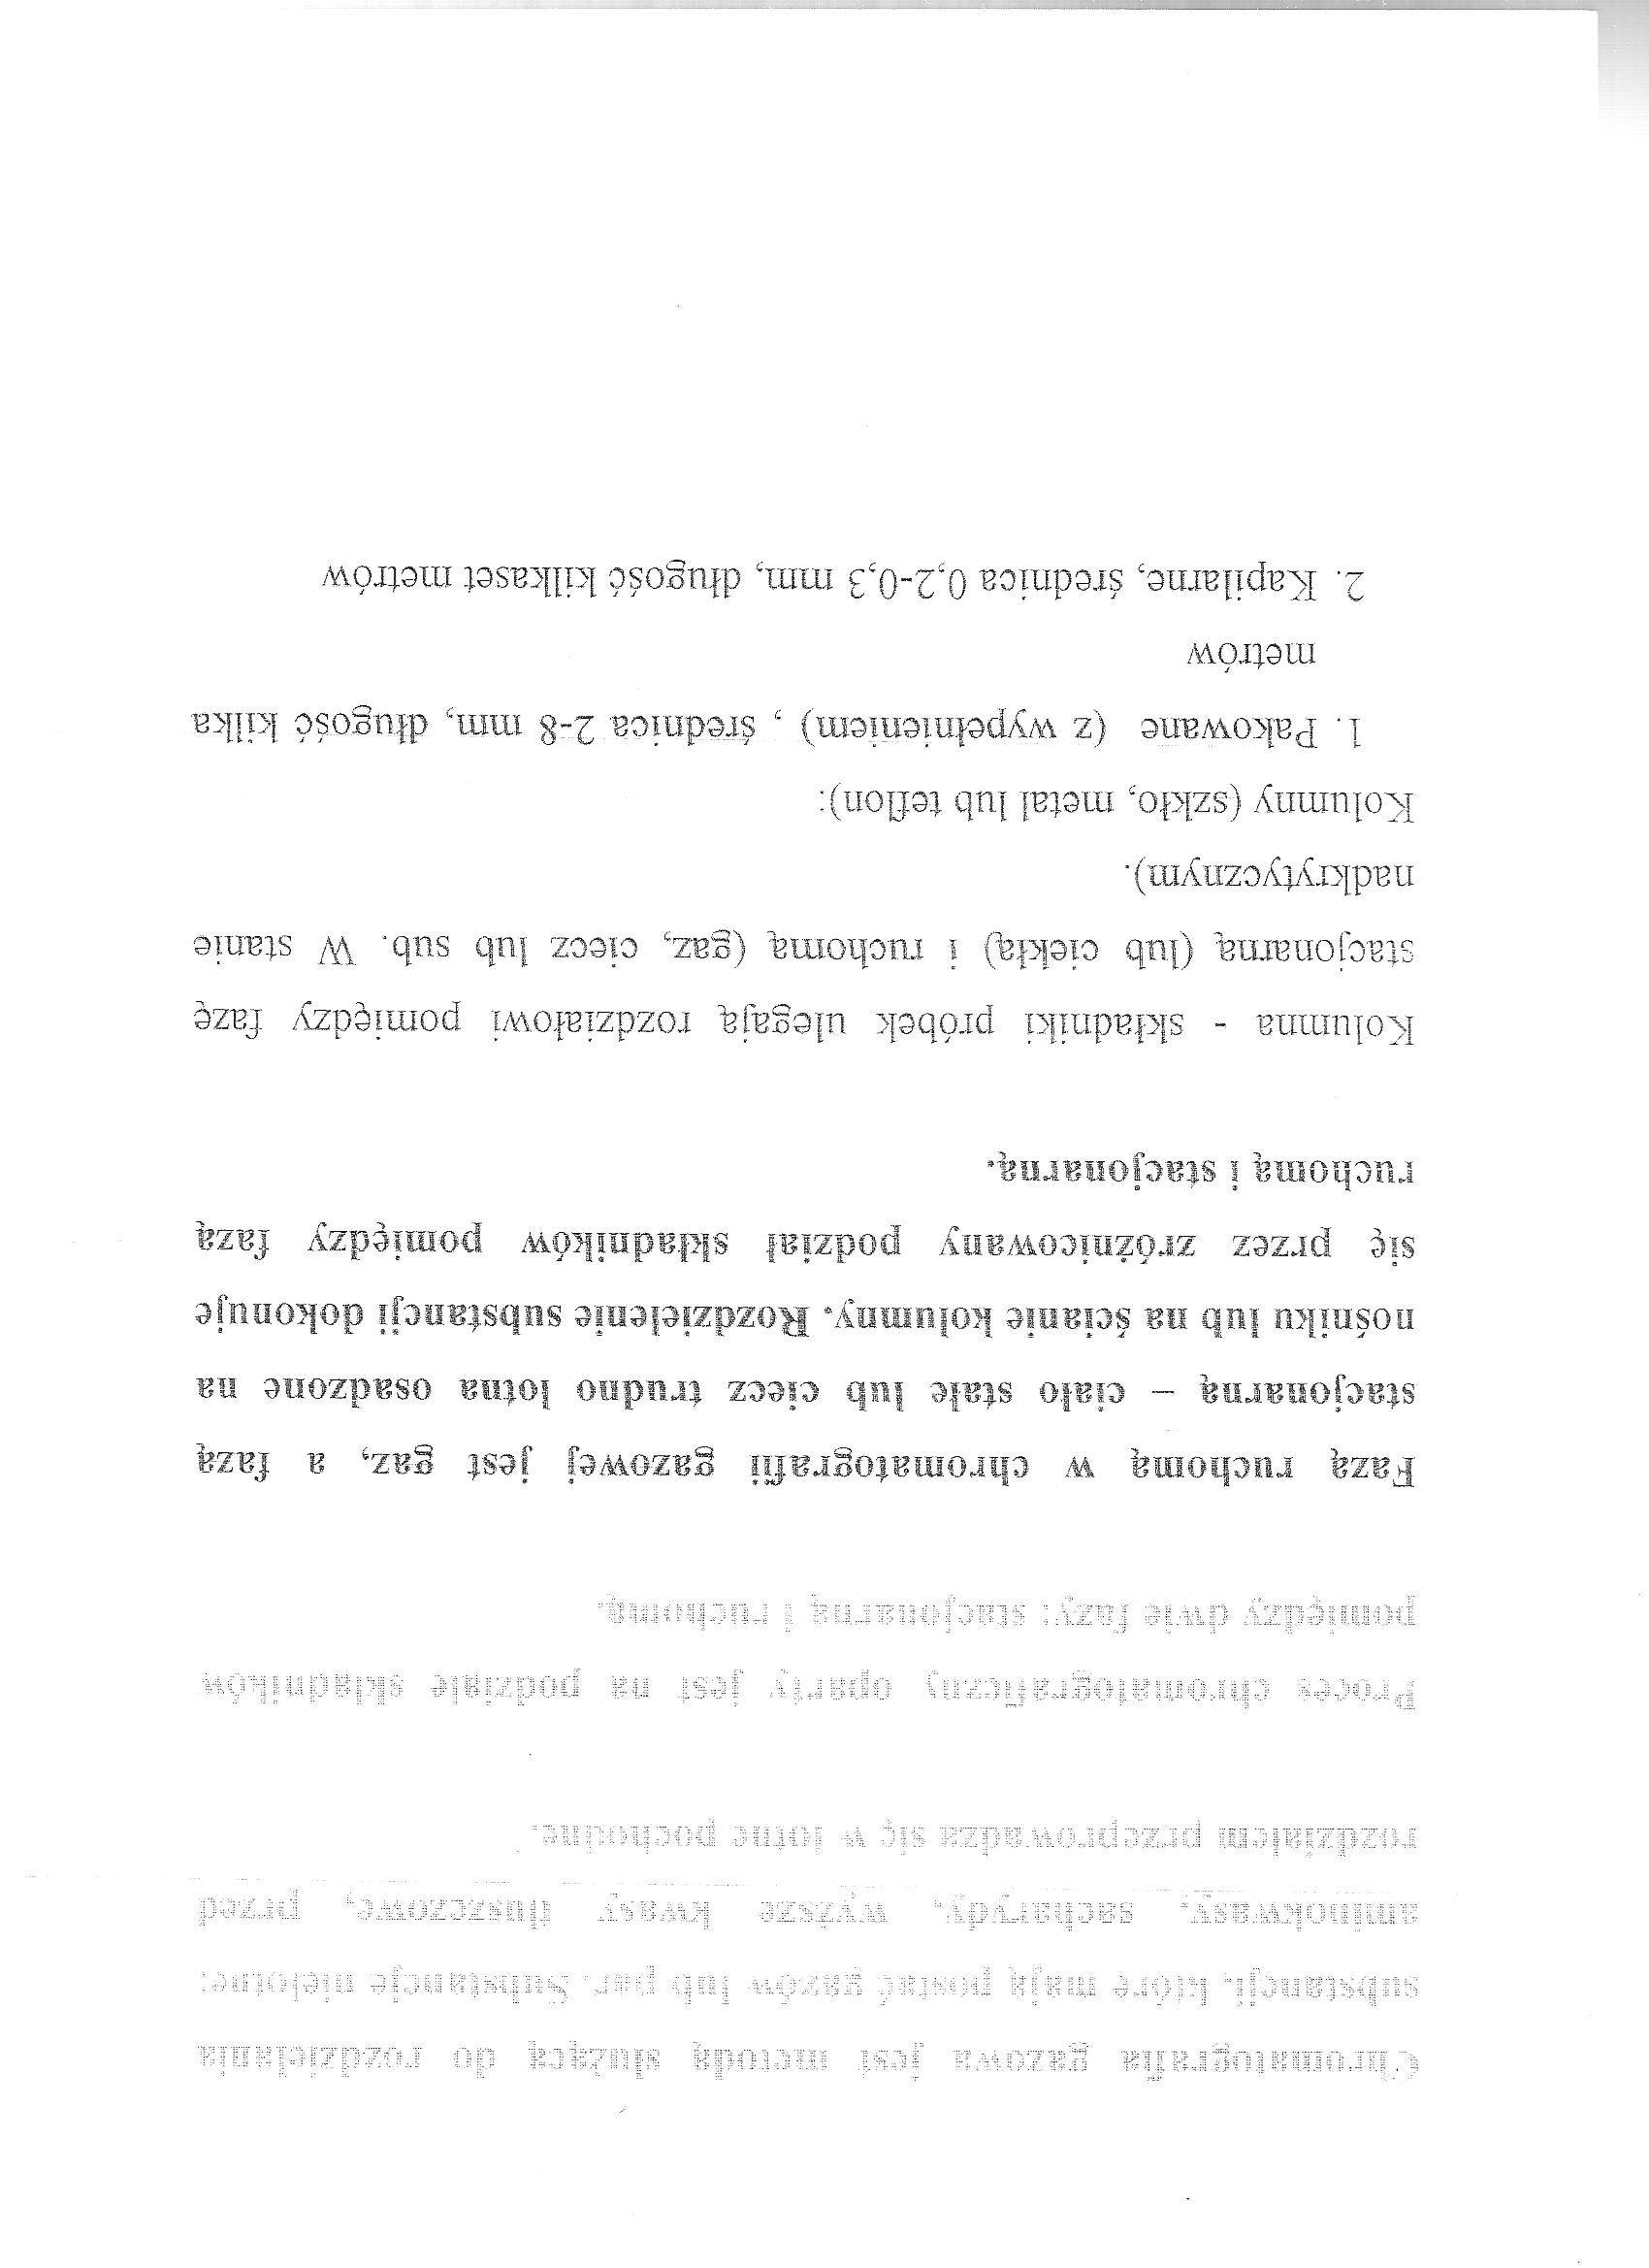 Chromatografia gazowa jest metodą służącą do rozdzielania
substancji, które mają postać gazów lub par. Substancje nielotne:
aminokwasy, sacharydy, wyższe kwasy tłuszczowe, przed
rozdziałem przeprowadza się w lotne pochodne.
Proces chromatograficzny oparty jest na podziale składników
pomiędzy dwie fazy: stacjonarną i ruchomą.
Fazą ruchomą w chromatografii gazowej jest gaz, a fazą
stacjonarną – ciało stałe lub ciecz trudno lotna osadzone na
nośniku lub na ścianie kolumny. Rozdzielenie substancji dokonuje
się przez zróżnicowany podział składników pomiędzy fazą
ruchomą i stacjonarną.
Kolumna - składniki próbek ulegają rozdziałowi pomiędzy fazę
stacjonarną (lub ciekłą) i ruchomą (gaz, ciecz lub sub. W stanie
nadkrytycznym).
Kolumny (szkło, metal lub teflon):
1. Pakowane (z wypełnieniem) , średnica 2-8 mm, długość kilka
metrów
2. Kapilarne, średnica 0,2-0,3 mm, długość kilkaset metrów